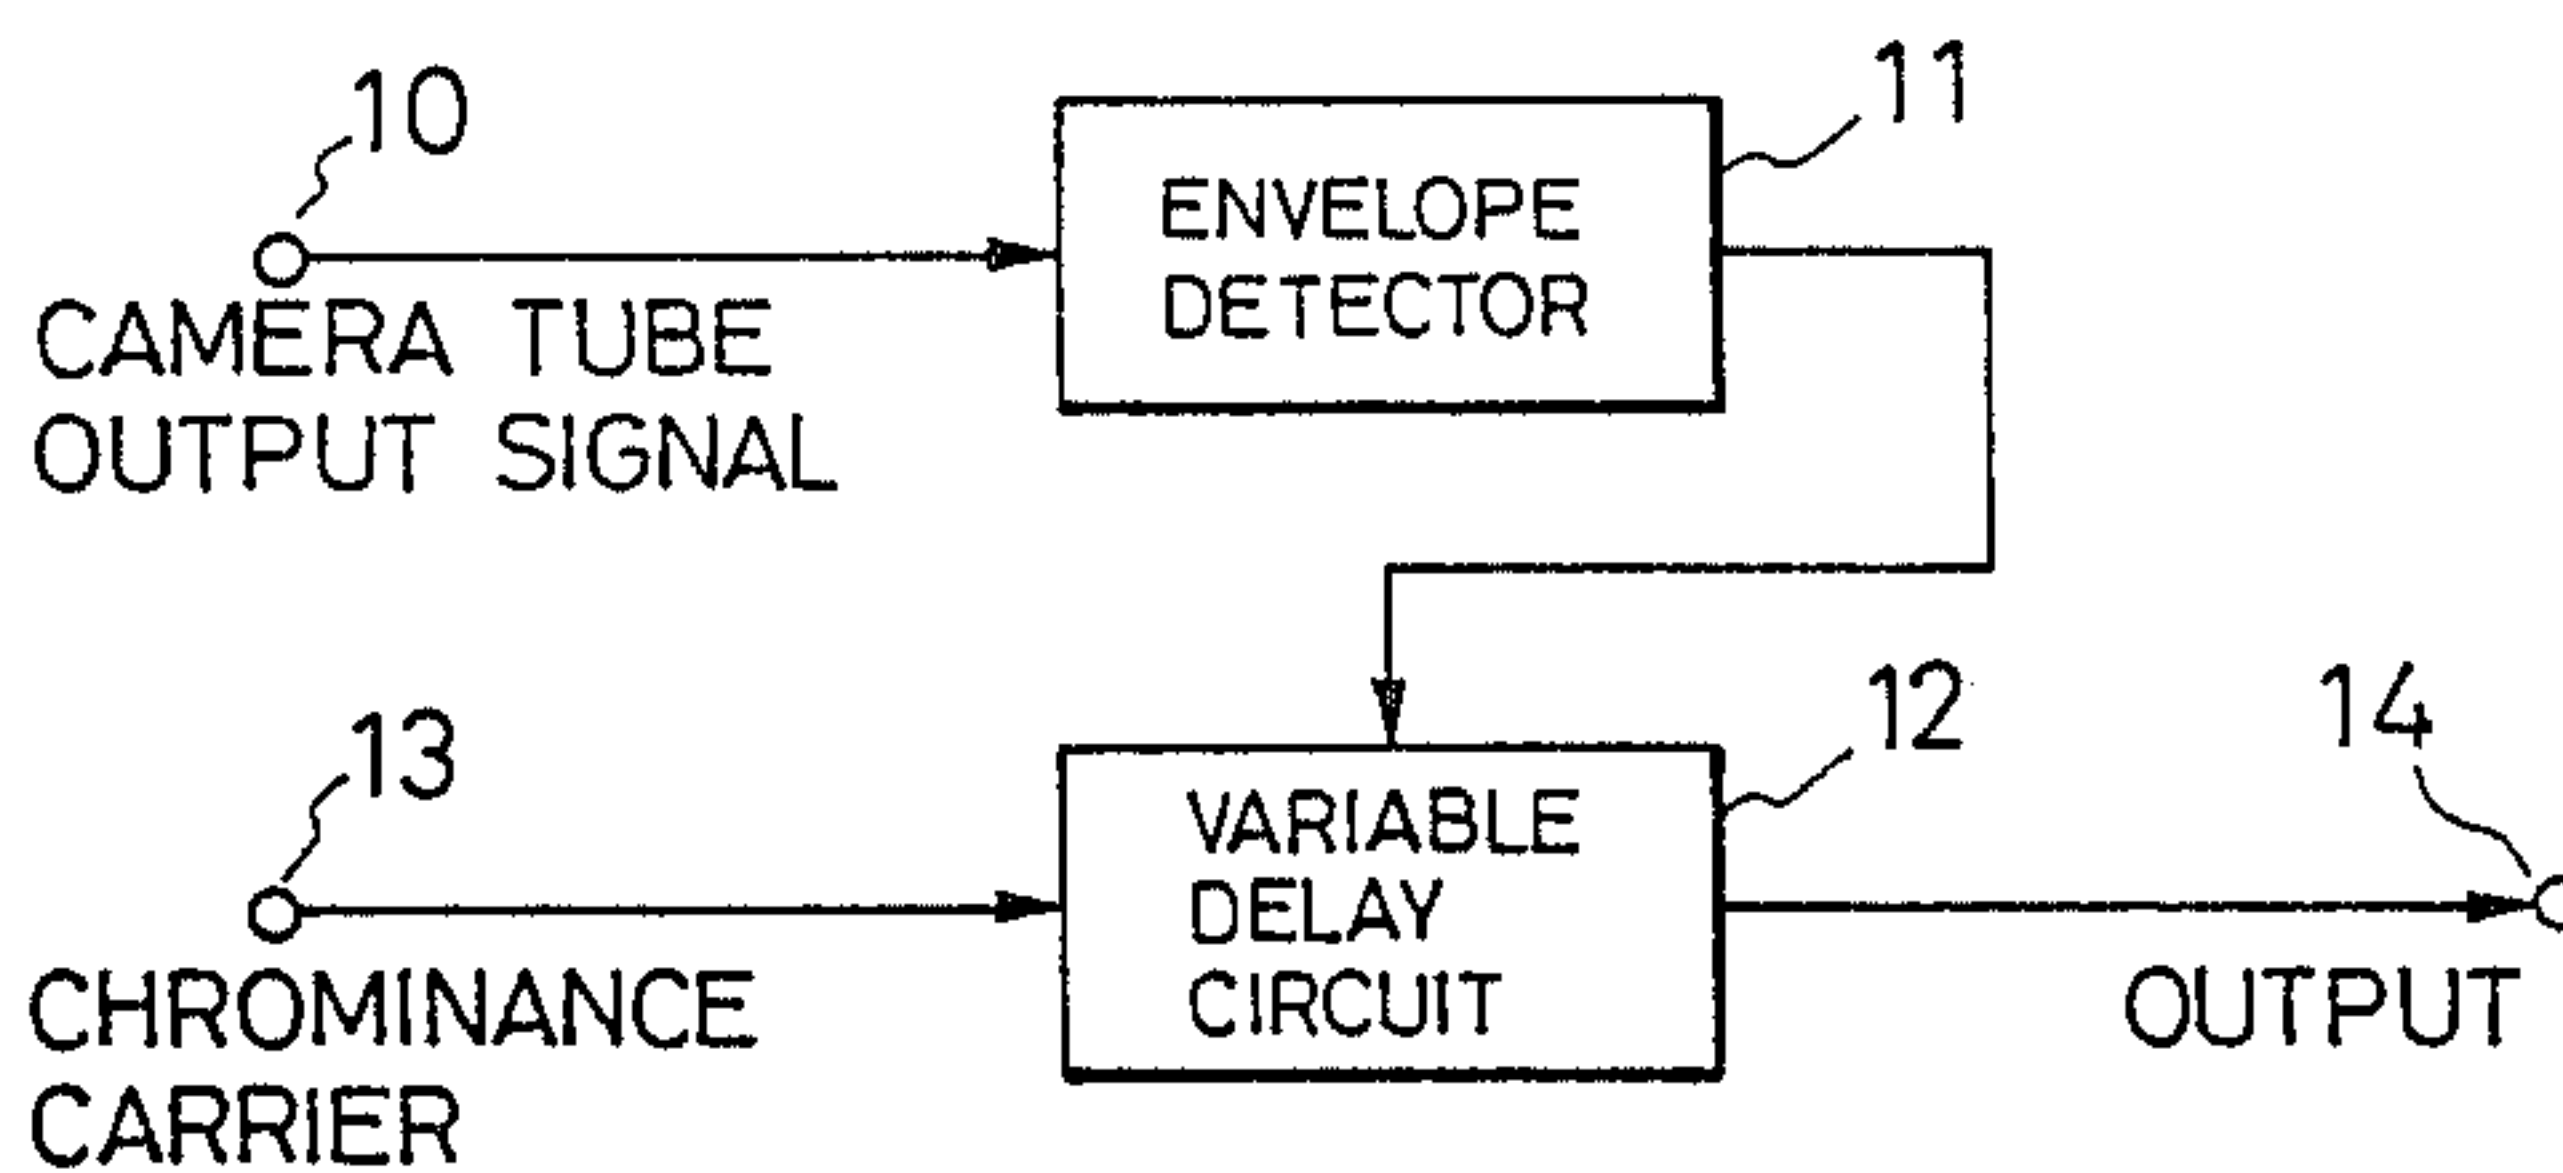 10
11
ENVELOPE
DETECTOR
CAMERA TUBE
OUTPUT SIGNAL
12
14
13
VARIABLE
DELAY
CIRCUIT
CHROMINANCE
CARRIER
OUTPUT